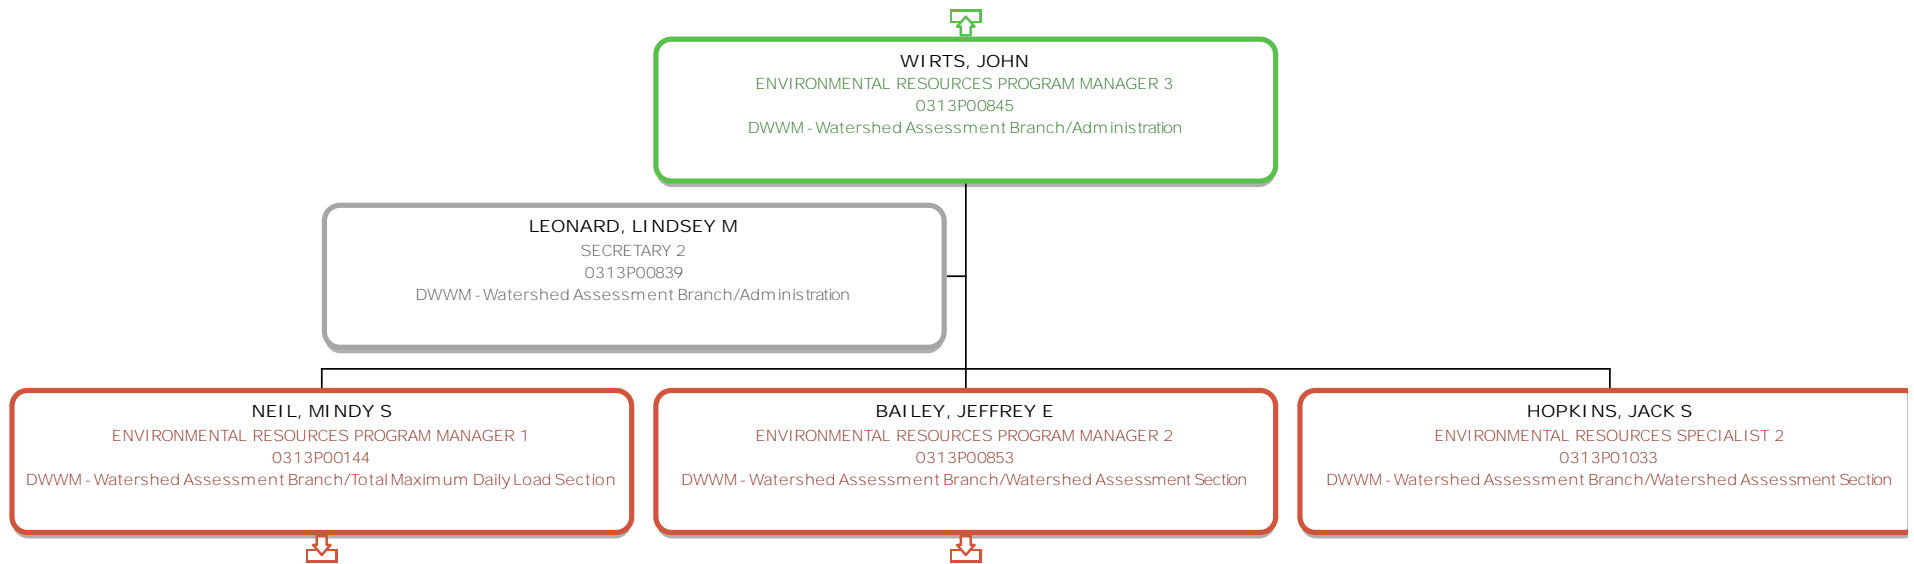 WIRTS, JOHN
ENVIRONMENTAL RESOURCES PROGRAM MANAGER 3
0313P00845
DWWM - Watershed Assessment Branch/Administration
LEONARD, LINDSEY M
SECRETARY 2
0313P00839
DWWM - Watershed Assessment Branch/Administration
NEIL, MINDY S
ENVIRONMENTAL RESOURCES PROGRAM MANAGER 1
0313P00144
DWWM - Watershed Assessment Branch/Total Maximum Daily Load Section
BAILEY, JEFFREY E
ENVIRONMENTAL RESOURCES PROGRAM MANAGER 2
0313P00853
DWWM - Watershed Assessment Branch/Watershed Assessment Section
HOPKINS, JACK S
ENVIRONMENTAL RESOURCES SPECIALIST 2
0313P01033
DWWM - Watershed Assessment Branch/Watershed Assessment Section